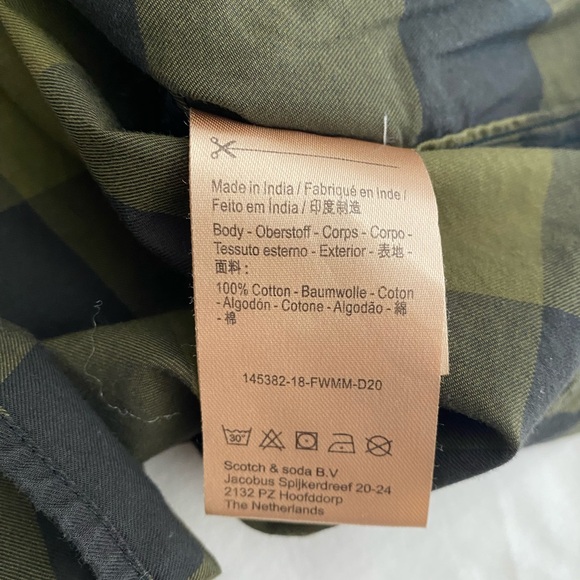 Made in India / Fabriqué en Inde /
Feito em Índia / 印度制造
Body - Oberstoff - Corps - Corpo -
Tessuto esterno - Exterior - 表地 -
面料 :
100% Cotton - Baumwolle - Coton
- Algodón - Cotone - Algodão - 綿
- 棉
145382-18-FWMM-D20
30°
Scotch & soda B.V
Jacobus Spijkerdreef 20-24
2132 PZ Hoofddorp
The Netherlands